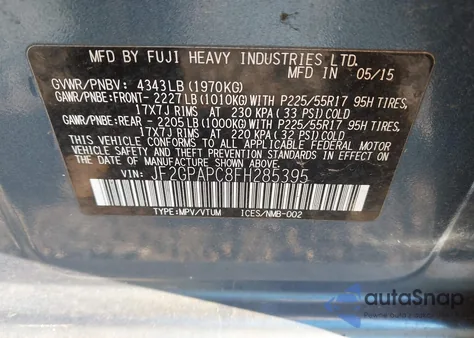 MFD BY FUJI HEAVY INDUSTRIES LTD.
MFD IN 05/15
GVWR/PNBV: 4343LB (1970KG)
GAWR/PNBE: FRONT- 2227LB (1010KG) WITH P225/55R17 95H TIRES,
17X7J RIMS AT 230 KPA (33 PSI) COLD
GAWR/PNBE: REAR - 2205LB (1000KG) WITH P225/55R17 95H TIRES,
17X7J RIMS AT 220 KPA (32 PSI) COLD
THIS VEHICLE CONFORMS TO ALL APPLICABLE FEDERAL MOTOR
VEHICLE SAFETY STANDARDS IN EFFECT ON THE DATE OF
MANUFACTURE SHOWN ABOVE.
VIN: JF2GPAPC8FH285395
TYPE:MPV/VTUM ICES/NMB-002
autoSnap